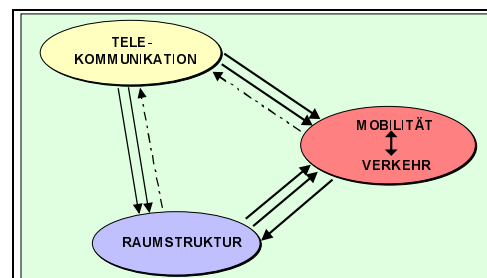 TELE-
KOMMUNIKATION
MOBILITÄT
VERKEHR
RAUMSTRUKTUR